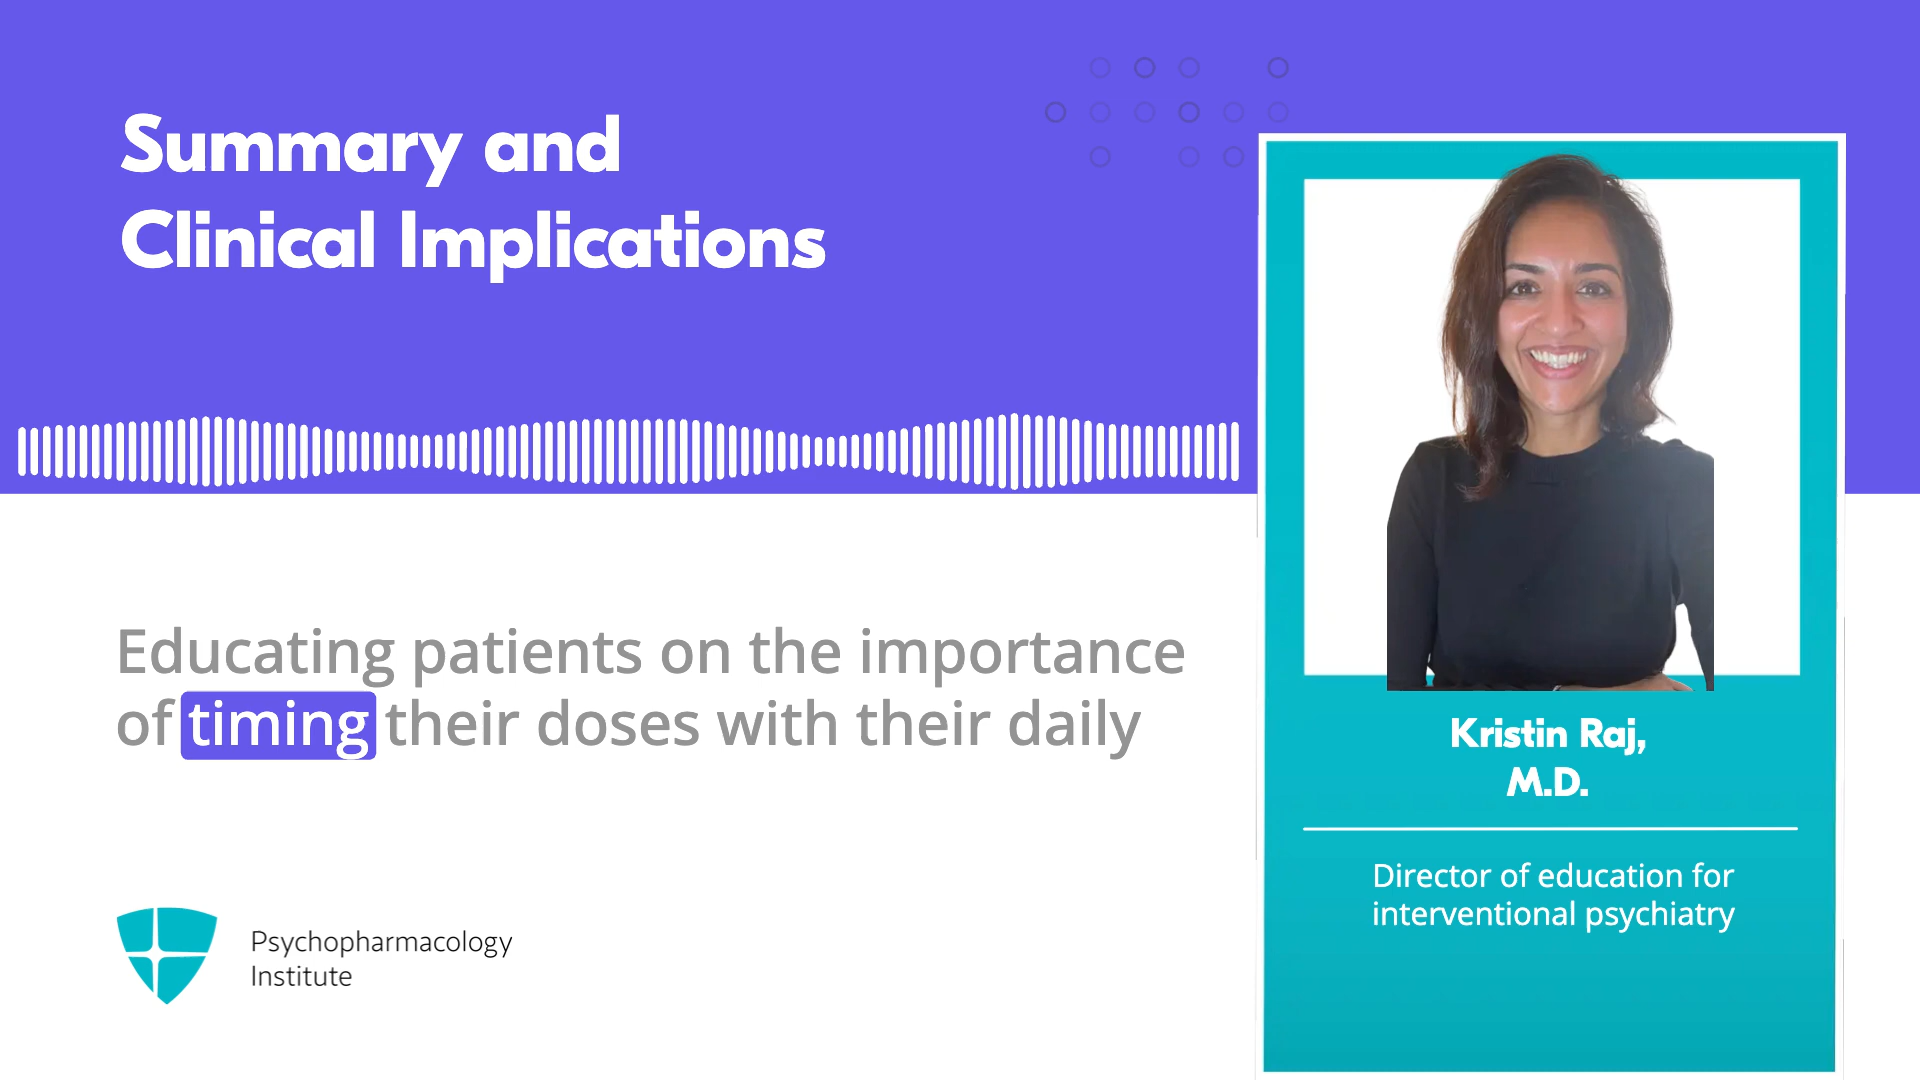 Summary and
Clinical Implications
Educating patients on the importance
of timing their doses with their daily
Psychopharmacology
Institute
Kristin Raj,
M.D.
Director of education for
interventional psychiatry